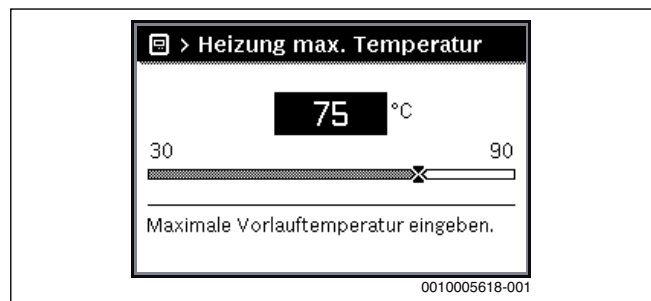 > Heizung max. Temperatur
75 °C
30 90
Maximale Vorlauftemperatur eingeben.
0010005618-001